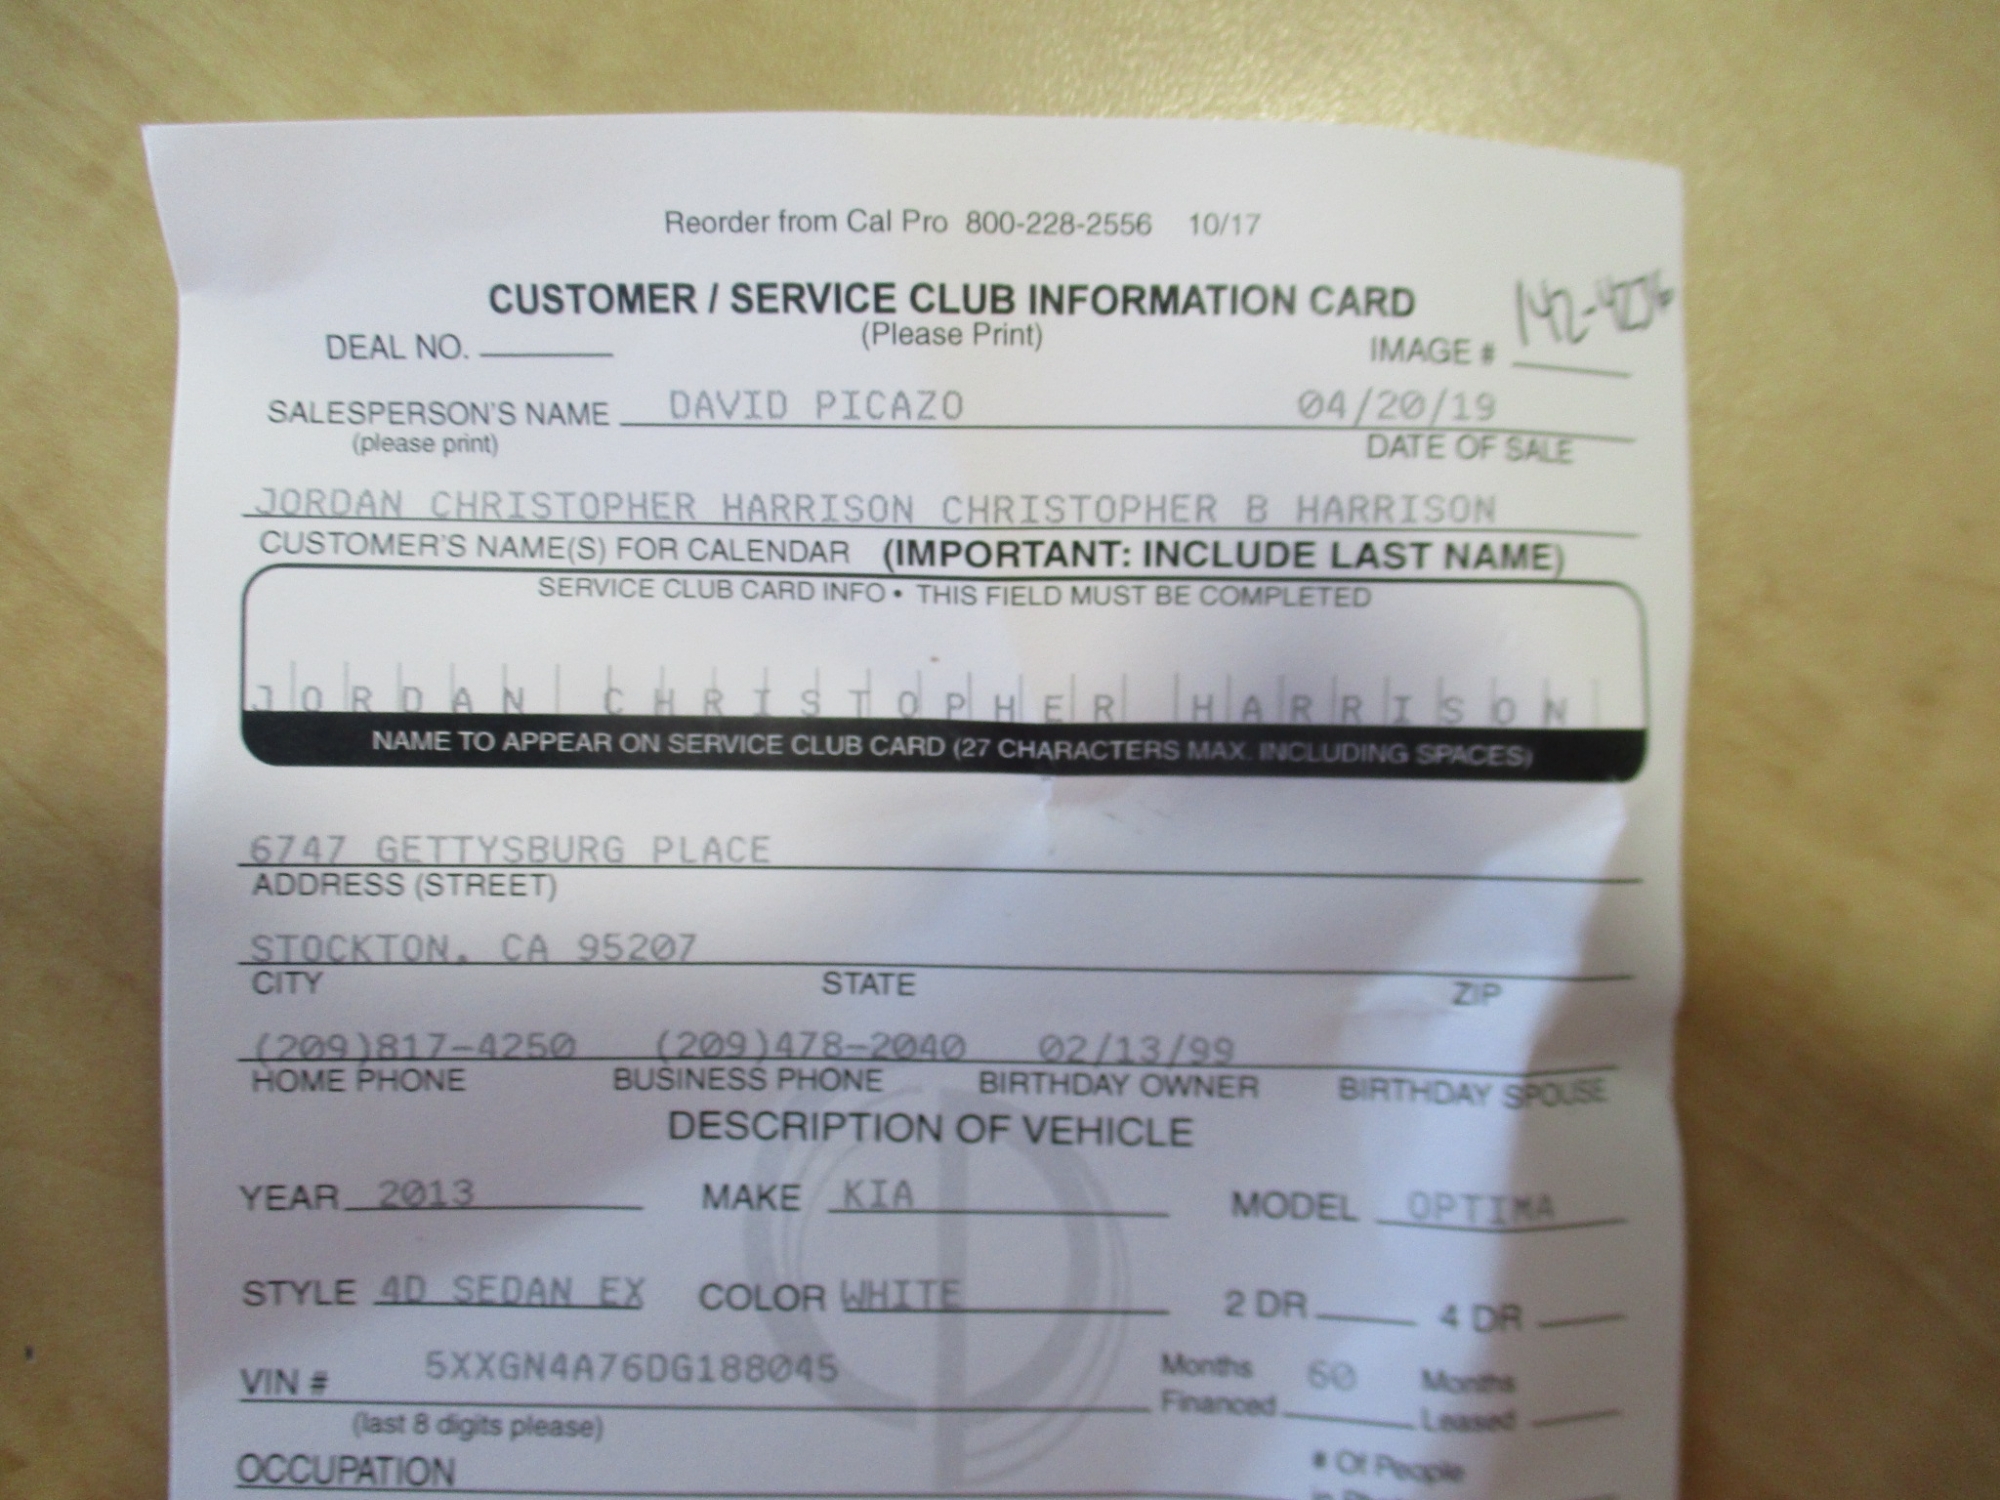 Reorder from Cal Pro 800-228-2556 10/17
CUSTOMER / SERVICE CLUB INFORMATION CARD
(Please Print)
DEAL NO. IMAGE #
SALESPERSON'S NAME DAVID PICAZO 04/20/19
(please print) DATE OF SALE
JORDAN CHRISTOPHER HARRISON CHRISTOPHER B HARRISON
CUSTOMER'S NAME(S) FOR CALENDAR (IMPORTANT: INCLUDE LAST NAME)
SERVICE CLUB CARD INFO • THIS FIELD MUST BE COMPLETED
JORDAN CHRISTOPHER HARRISON
NAME TO APPEAR ON SERVICE CLUB CARD (27 CHARACTERS MAX. INCLUDING SPACES)
6747 GETTYSBURG PLACE
ADDRESS (STREET)
STOCKTON, CA 95207
CITY STATE ZIP
(209)817-4250 (209)478-2040 02/13/99
HOME PHONE BUSINESS PHONE BIRTHDAY OWNER BIRTHDAY SPOUSE
DESCRIPTION OF VEHICLE
YEAR 2013 MAKE KIA MODEL OPTIMA
STYLE 4D SEDAN EX COLOR WHITE 2 DR 4 DR
VIN # 5XXGN4A76DG188045 Months Financed 60 Months Leased
(last 8 digits please)
OCCUPATION # Of People